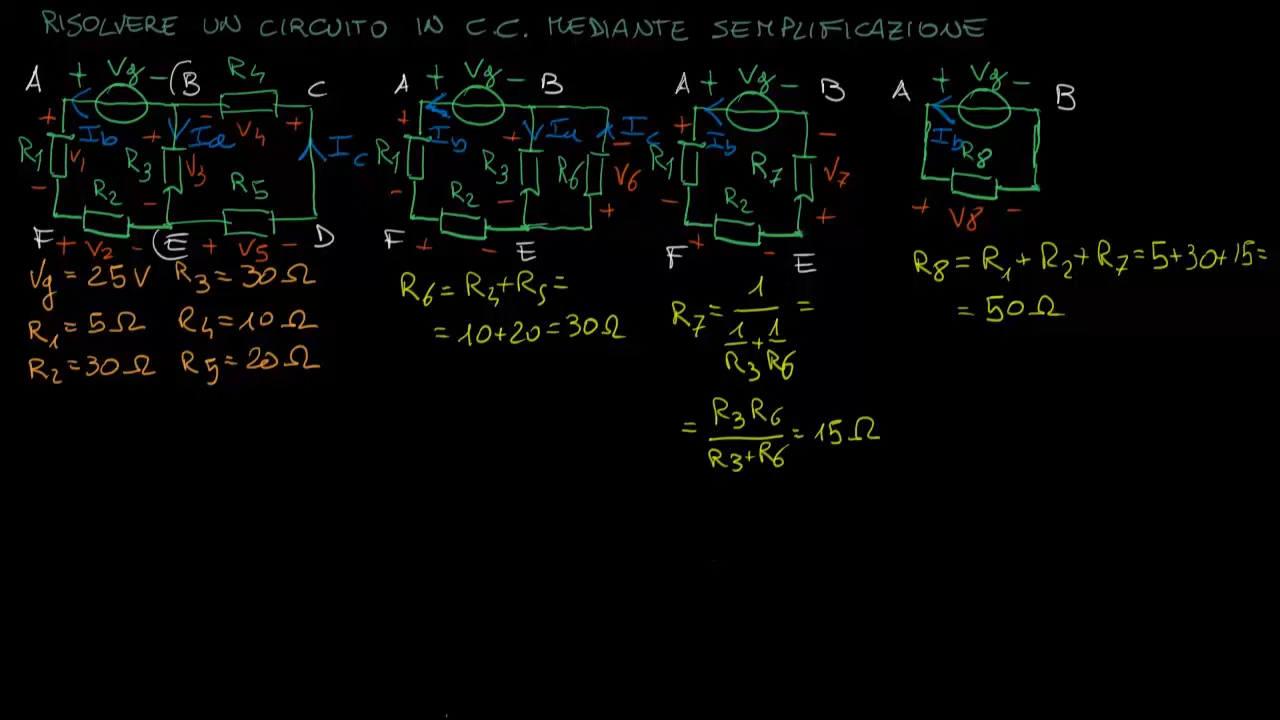 RISOLVERE UN CIRCUITO IN C.C. MEDIANTE SEMPLIFICAZIONE
A + Vg - (B R4 C
+ Ib + Ia - V4 + Ic
R1 V1 R3 V3
- R2 - R5
F + V2 - (E + V5 - D
Vg = 25 V R3 = 30 Ω
R1 = 5 Ω R4 = 10 Ω
R2 = 30 Ω R5 = 20 Ω
A + Vg - B
+ Ib + Ia Ic
R1 R3 R6 - V6 +
- R2 -
F + - E
R6 = R4 + R5 =
= 10 + 20 = 30 Ω
A + Vg - B
+ Ib -
R1 R7 V7
- R2 +
F + - E
R7 = 1 / (1/R3 + 1/R6) =
= R3 R6 / (R3 + R6) = 15 Ω
A + Vg - B
Ib
R8
+ V8 -
R8 = R1 + R2 + R7 = 5 + 30 + 15 =
= 50 Ω